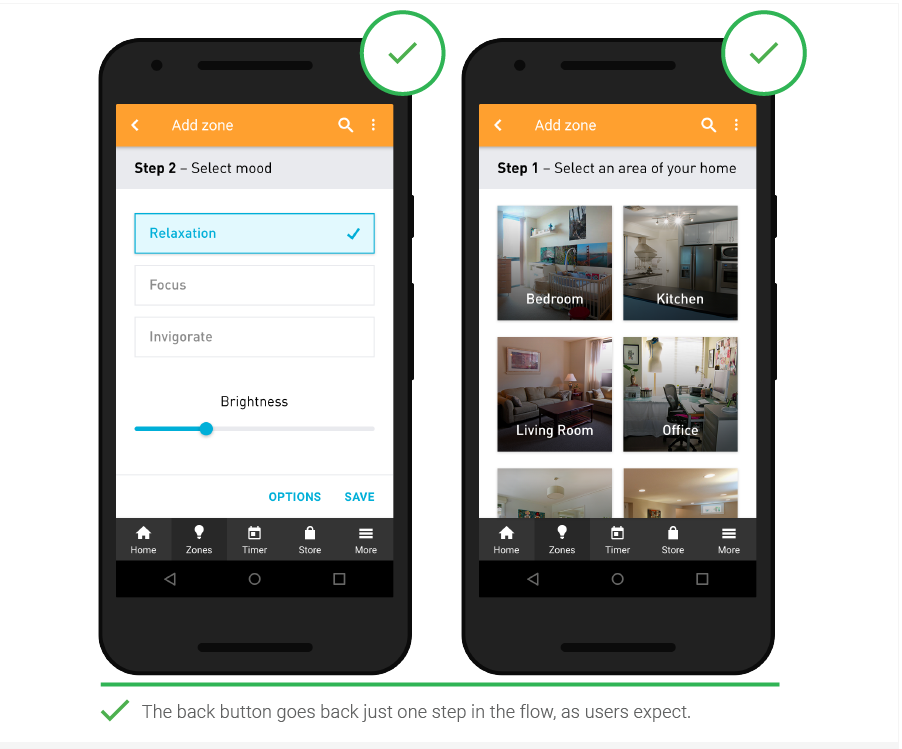 Add zone
Step 2 – Select mood
Relaxation
Focus
Invigorate
Brightness
OPTIONS SAVE
Home Zones Timer Store More
Add zone
Step 1 – Select an area of your home
Bedroom Kitchen
Living Room Office
Home Zones Timer Store More
The back button goes back just one step in the flow, as users expect.